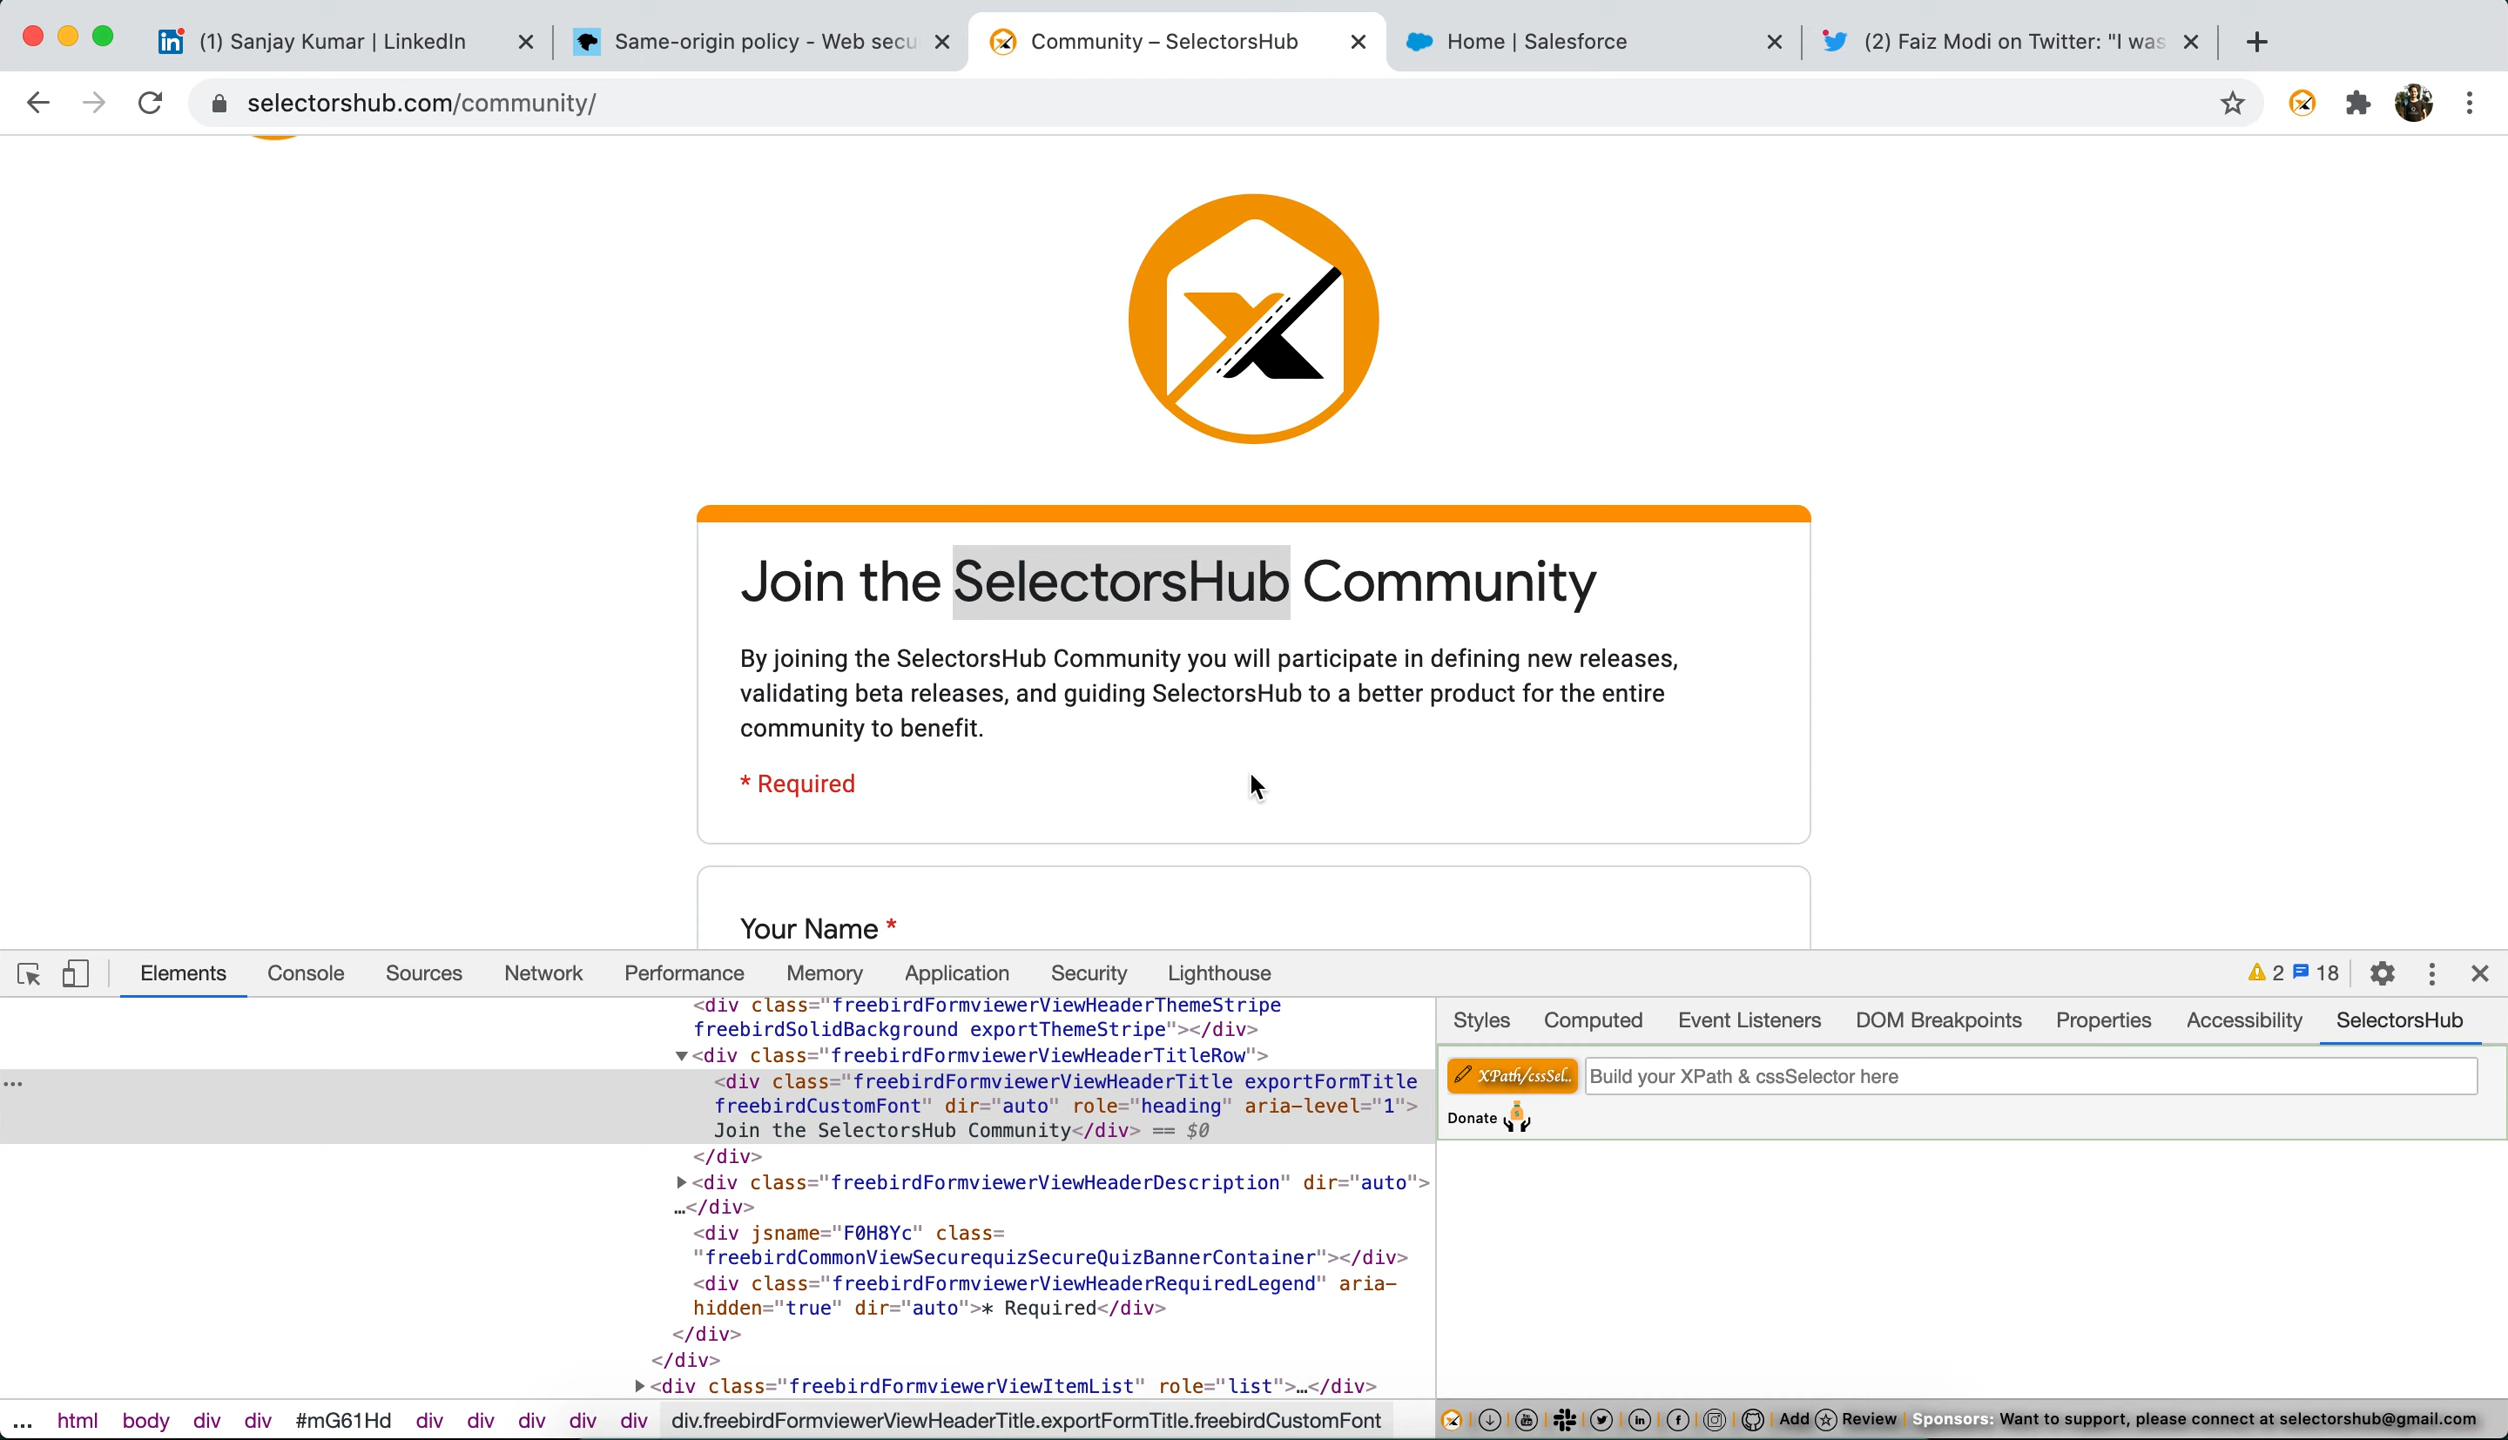 (1) Sanjay Kumar | LinkedIn
Same-origin policy - Web secu
Community – SelectorsHub
Home | Salesforce
(2) Faiz Modi on Twitter: "I was
selectorshub.com/community/
Join the SelectorsHub Community
By joining the SelectorsHub Community you will participate in defining new releases,
validating beta releases, and guiding SelectorsHub to a better product for the entire
community to benefit.
* Required
Your Name *
Elements Console Sources Network Performance Memory Application Security Lighthouse 2 18
<div class="freebirdFormviewerViewHeaderThemeStripe
freebirdSolidBackground exportThemeStripe"></div>
<div class="freebirdFormviewerViewHeaderTitleRow">
<div class="freebirdFormviewerViewHeaderTitle exportFormTitle
freebirdCustomFont" dir="auto" role="heading" aria-level="1">
Join the SelectorsHub Community</div> == $0
</div>
<div class="freebirdFormviewerViewHeaderDescription" dir="auto">
…</div>
<div jsname="F0H8Yc" class=
"freebirdCommonViewSecurequizSecureQuizBannerContainer"></div>
<div class="freebirdFormviewerViewHeaderRequiredLegend" aria-
hidden="true" dir="auto">* Required</div>
</div>
</div>
<div class="freebirdFormviewerViewItemList" role="list">…</div>
... html body div div #mG61Hd div div div div div div.freebirdFormviewerViewHeaderTitle.exportFormTitle.freebirdCustomFont
Styles Computed Event Listeners DOM Breakpoints Properties Accessibility SelectorsHub
XPath/cssSel.. Build your XPath & cssSelector here
Donate
Add Review Sponsors: Want to support, please connect at selectorshub@gmail.com